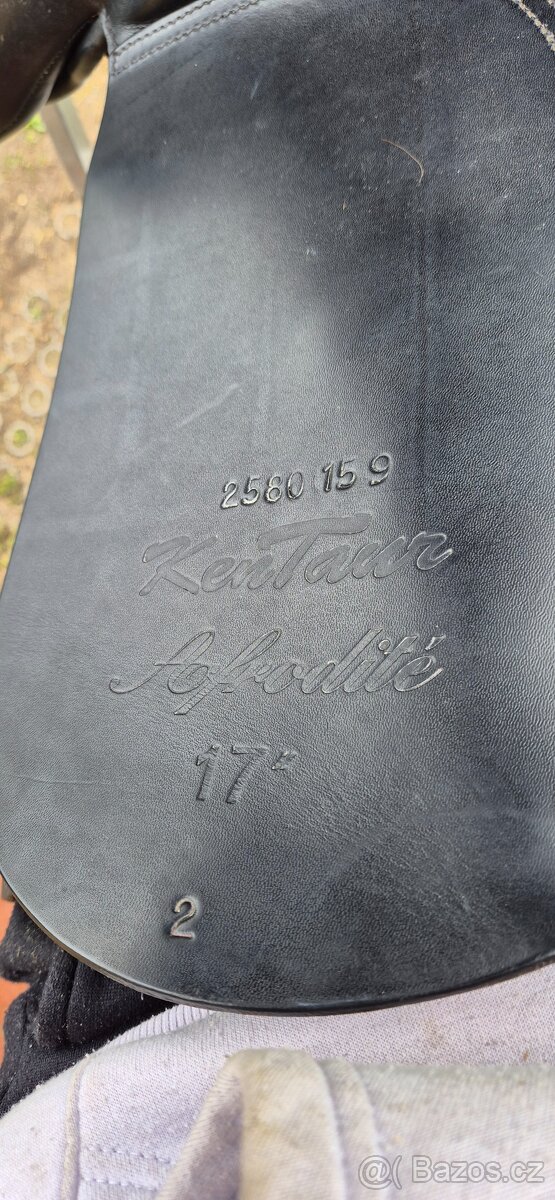 2580 15 9
KenTaur
Afrodité
17"
2
@( Bazos.cz